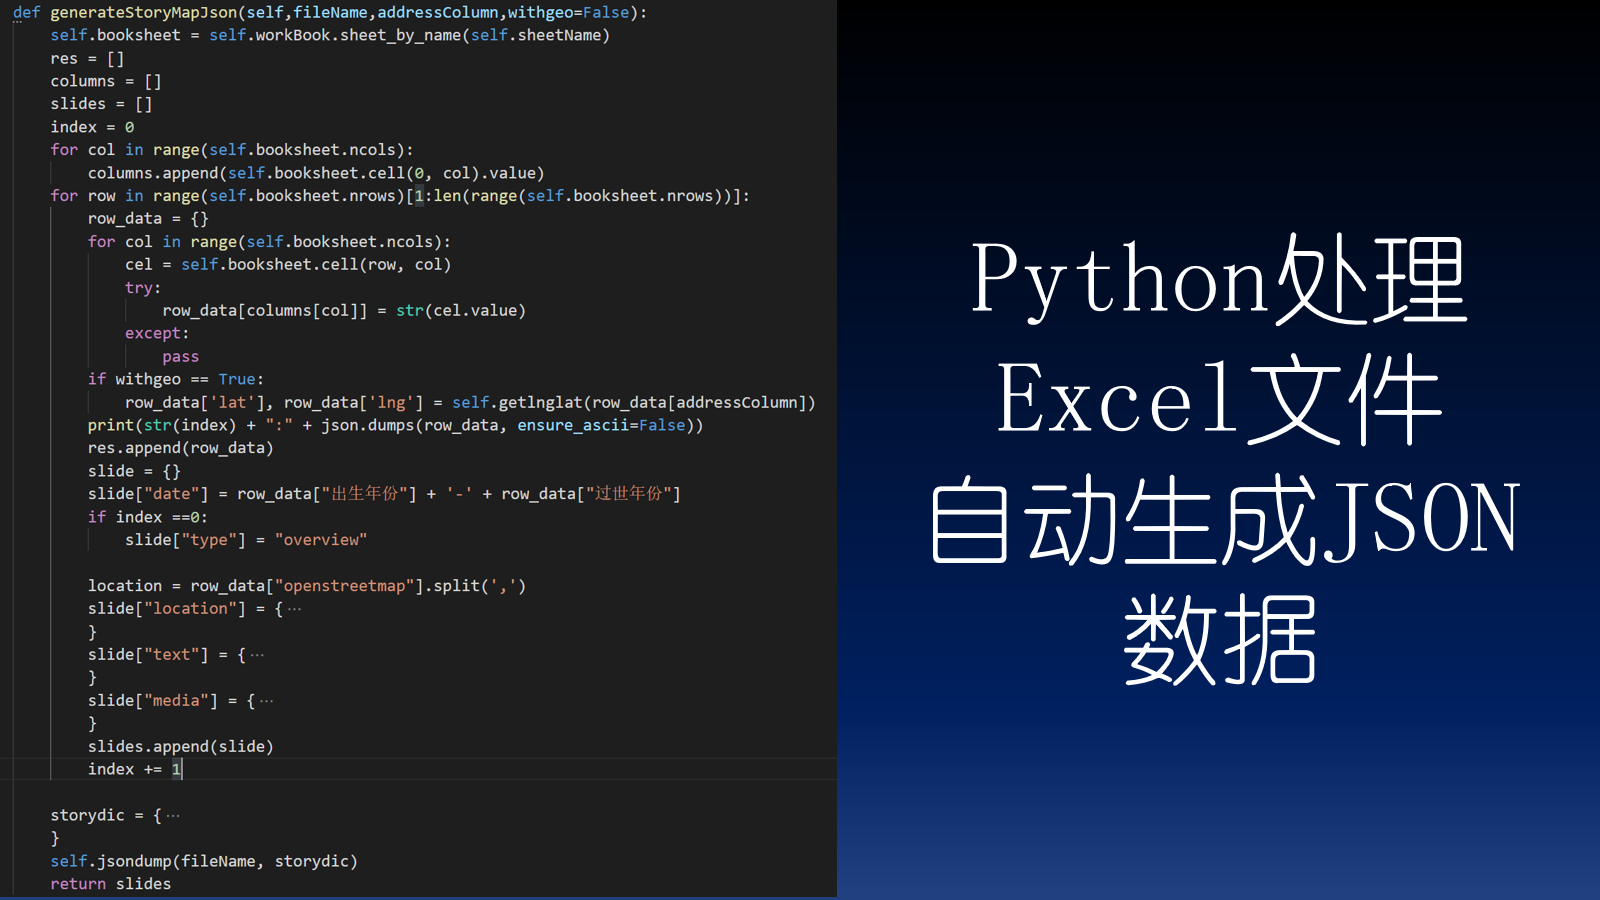 def generateStoryMapJson(self,fileName,addressColumn,withgeo=False):
    self.booksheet = self.workBook.sheet_by_name(self.sheetName)
    res = []
    columns = []
    slides = []
    index = 0
    for col in range(self.booksheet.ncols):
        columns.append(self.booksheet.cell(0, col).value)
    for row in range(self.booksheet.nrows)[1:len(range(self.booksheet.nrows))]:
        row_data = {}
        for col in range(self.booksheet.ncols):
            cel = self.booksheet.cell(row, col)
            try:
                row_data[columns[col]] = str(cel.value)
            except:
                pass
        if withgeo == True:
            row_data['lat'], row_data['lng'] = self.getlnglat(row_data[addressColumn])
        print(str(index) + ":" + json.dumps(row_data, ensure_ascii=False))
        res.append(row_data)
        slide = {}
        slide["date"] = row_data["出生年份"] + '-' + row_data["过世年份"]
        if index ==0:
            slide["type"] = "overview"
        location = row_data["openstreetmap"].split(',')
        slide["location"] = {···
        }
        slide["text"] = {···
        }
        slide["media"] = {···
        }
        slides.append(slide)
        index += 1
    storydic = {···
    }
    self.jsondump(fileName, storydic)
    return slides
Python处理
Excel文件
自动生成JSON
数据